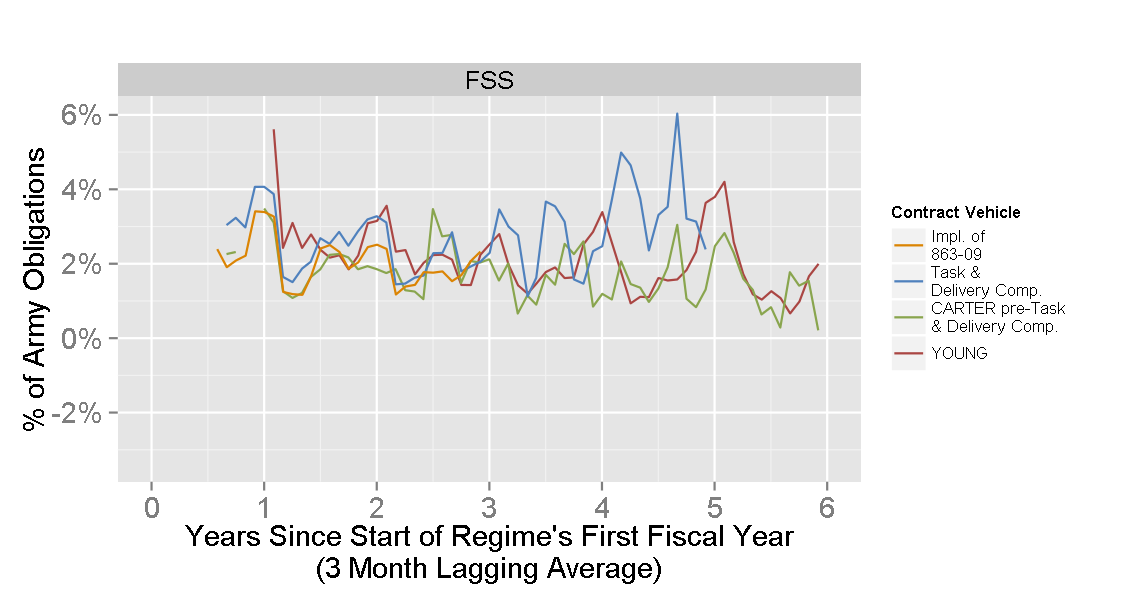 FSS
6%
4%
2%
0%
-2%
% of Army Obligations
0 1 2 3 4 5 6
Years Since Start of Regime's First Fiscal Year
(3 Month Lagging Average)
Contract Vehicle
Impl. of
863-09
Task &
Delivery Comp.
CARTER pre-Task
& Delivery Comp.
YOUNG